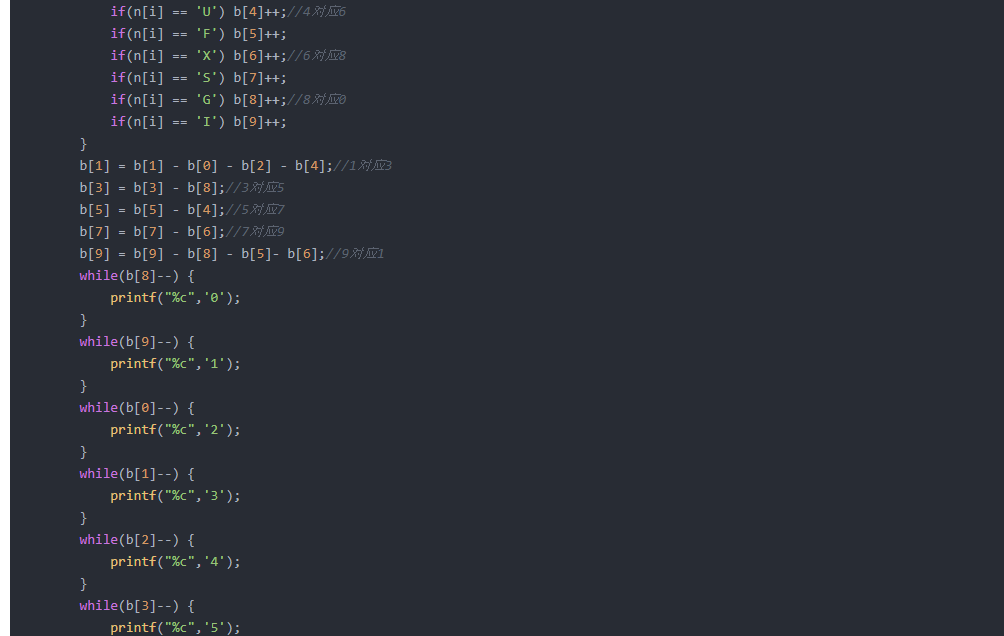 if(n[i] == 'U') b[4]++;//4对应6
if(n[i] == 'F') b[5]++;
if(n[i] == 'X') b[6]++;//6对应8
if(n[i] == 'S') b[7]++;
if(n[i] == 'G') b[8]++;//8对应0
if(n[i] == 'I') b[9]++;
}
b[1] = b[1] - b[0] - b[2] - b[4];//1对应3
b[3] = b[3] - b[8];//3对应5
b[5] = b[5] - b[4];//5对应7
b[7] = b[7] - b[6];//7对应9
b[9] = b[9] - b[8] - b[5]- b[6];//9对应1
while(b[8]--) {
printf("%c",'0');
}
while(b[9]--) {
printf("%c",'1');
}
while(b[0]--) {
printf("%c",'2');
}
while(b[1]--) {
printf("%c",'3');
}
while(b[2]--) {
printf("%c",'4');
}
while(b[3]--) {
printf("%c",'5');